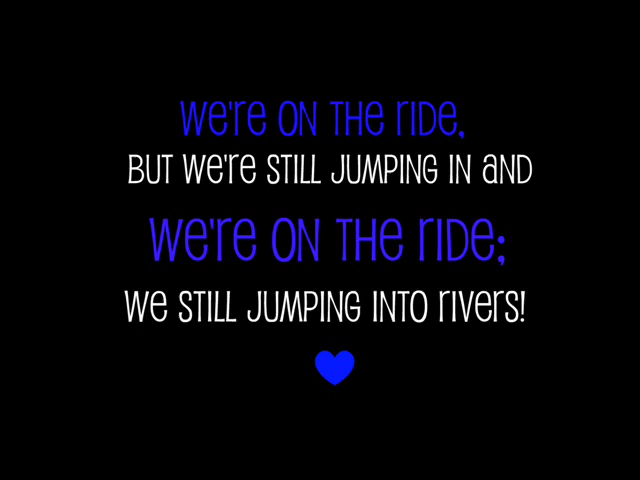 we're on the ride,
but we're still jumping in and
we're on the ride;
we still jumping into rivers!